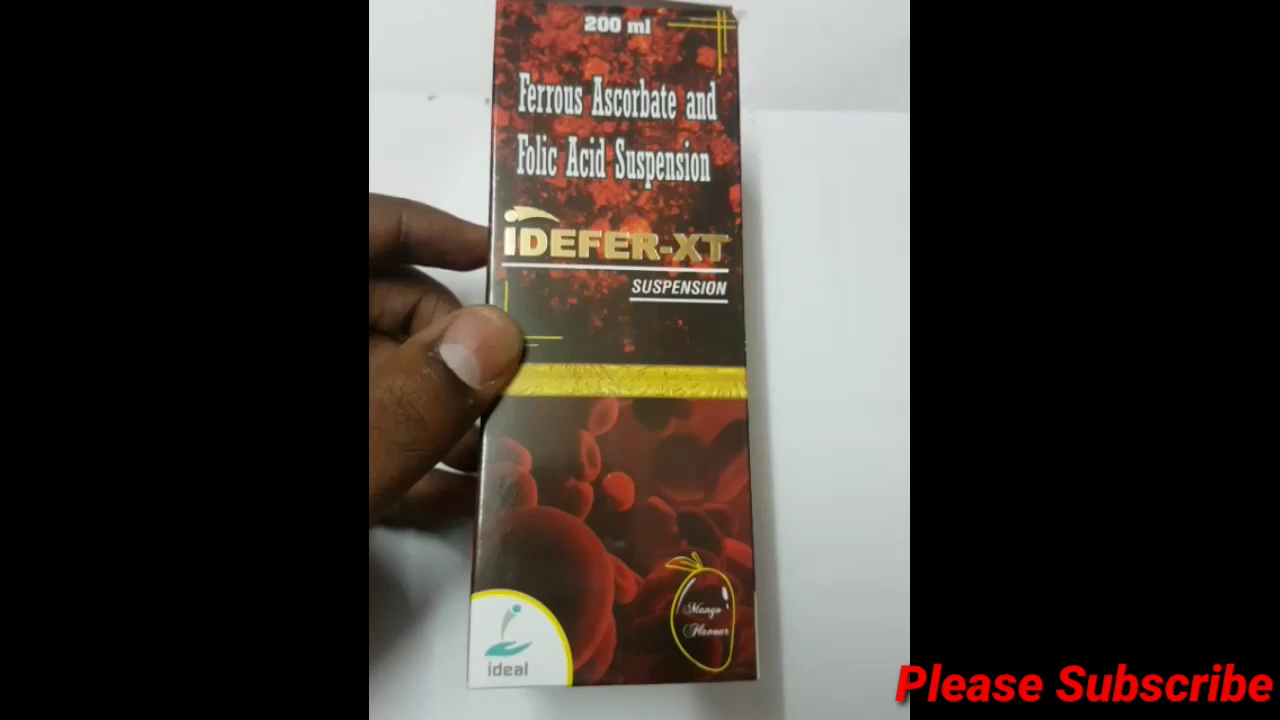 200 ml
Ferrous Ascorbate and
Folic Acid Suspension
IDEFER-XT
SUSPENSION
Mango
Flavour
ideal
Please Subscribe